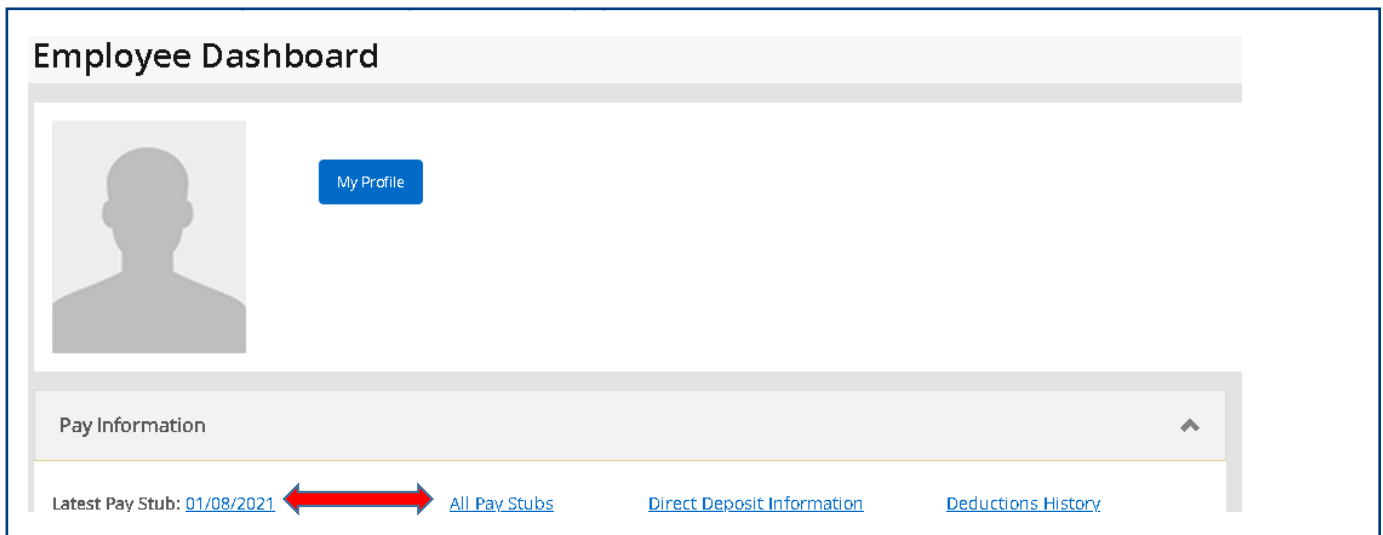 Employee Dashboard
My Profile
Pay Information
Latest Pay Stub: 01/08/2021 All Pay Stubs Direct Deposit Information Deductions History